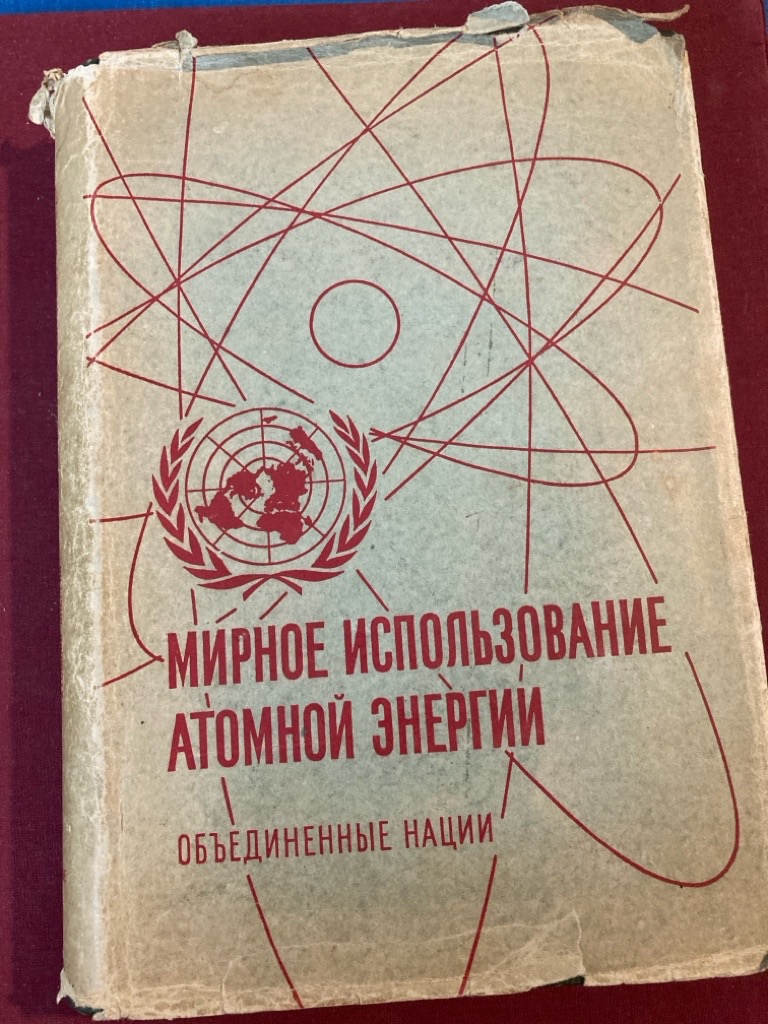 МИРНОЕ ИСПОЛЬЗОВАНИЕ
АТОМНОЙ ЭНЕРГИИ
ОБЪЕДИНЕННЫЕ НАЦИИ